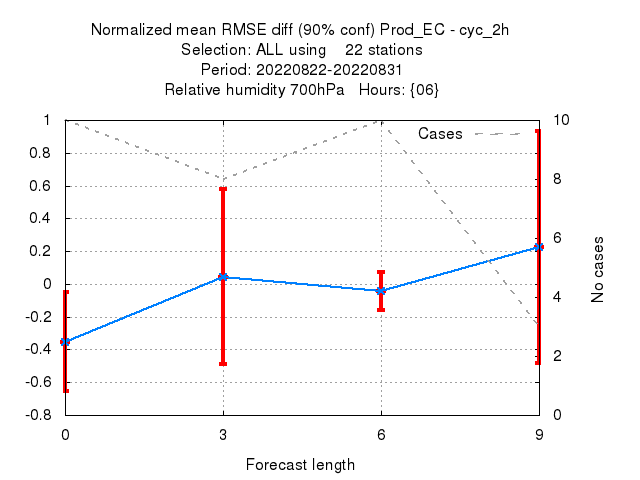 Normalized mean RMSE diff (90% conf) Prod_EC - cyc_2h
Selection: ALL using    22 stations
Period: 20220822-20220831
Relative humidity 700hPa   Hours: {06}
1
0.8
0.6
0.4
0.2
0
-0.2
-0.4
-0.6
-0.8
Cases
10
8
6
4
2
0
No cases
0 3 6 9
Forecast length